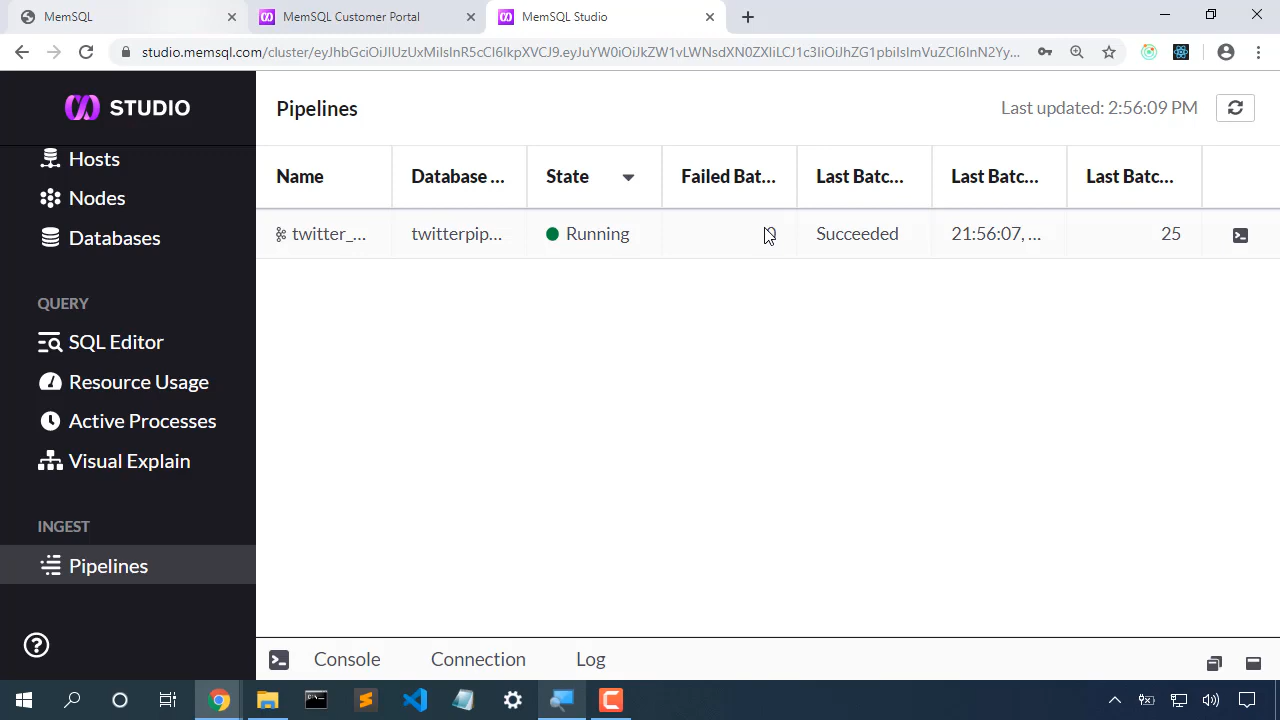 MemSQL
MemSQL Customer Portal
MemSQL Studio
studio.memsql.com/cluster/
STUDIO
Pipelines
Last updated: 2:56:09 PM
Hosts
Nodes
Databases
QUERY
SQL Editor
Resource Usage
Active Processes
Visual Explain
INGEST
Pipelines
Name Database ... State Failed Bat... Last Batc... Last Batc... Last Batc...
twitter_... twitterpip... Running Succeeded 21:56:07, ... 25
Console Connection Log